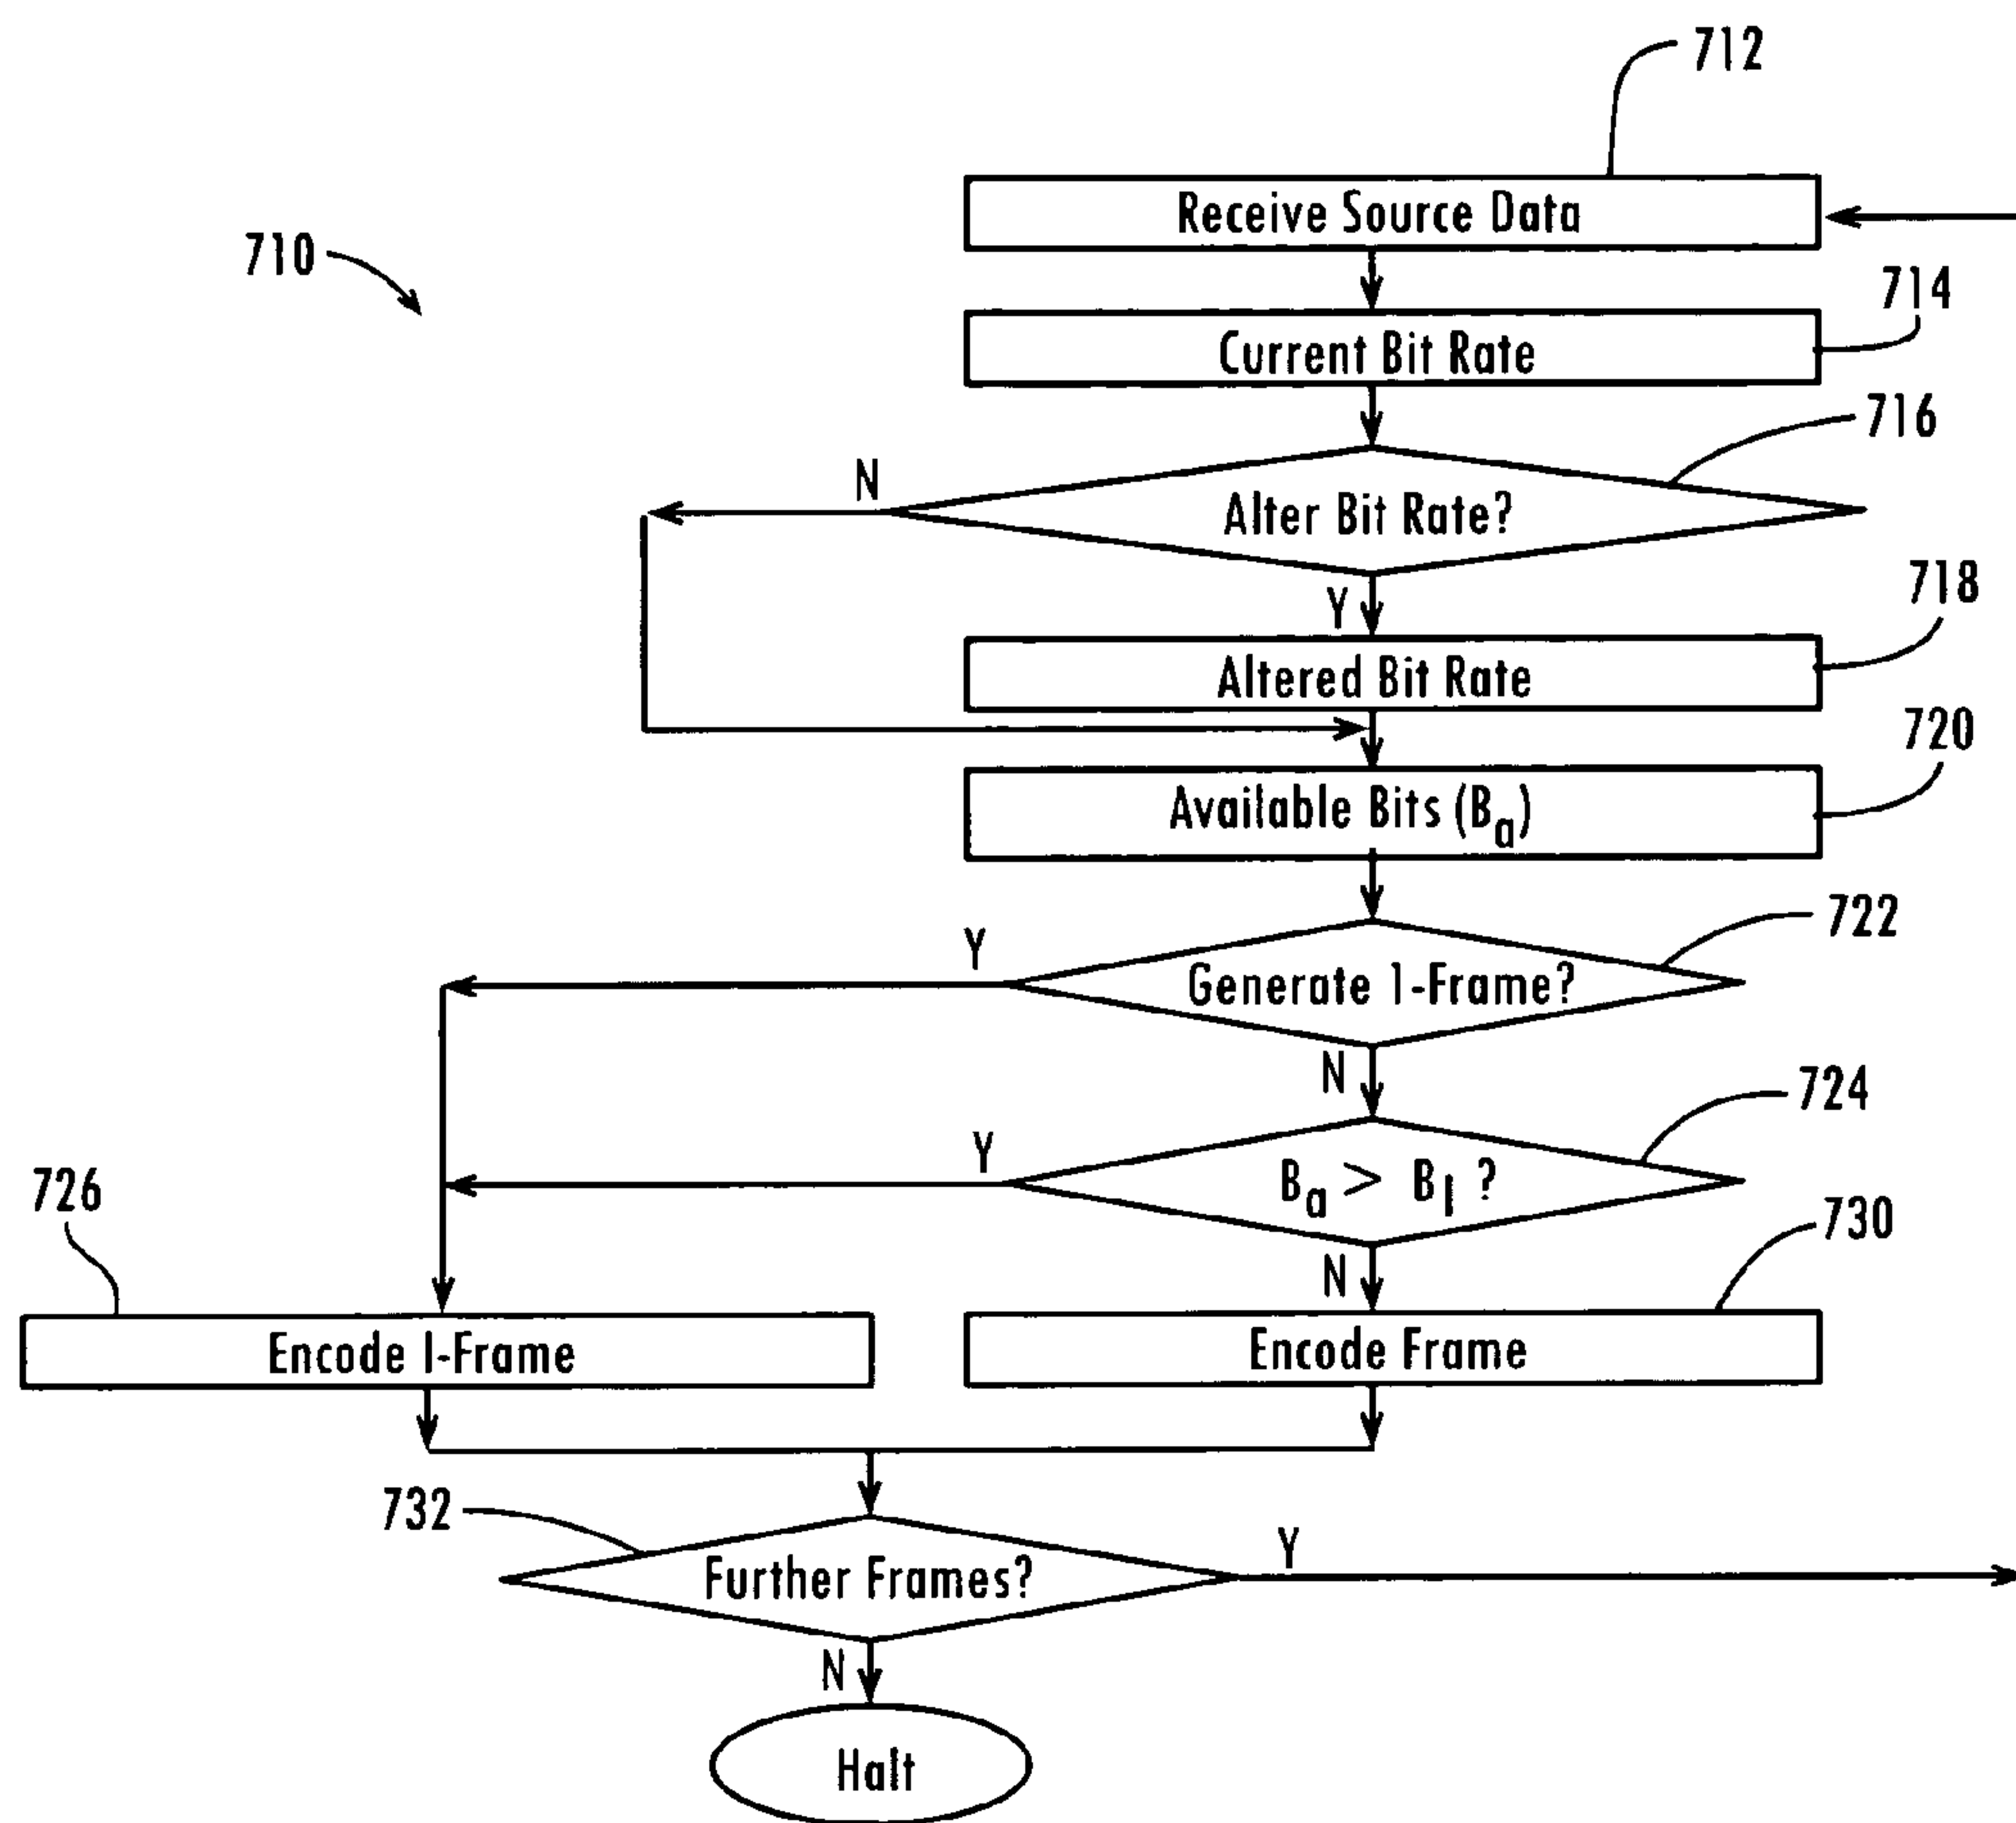 712
Receive Source Data
710
714
Current Bit Rate
716
N
Alter Bit Rate?
718
Y
Altered Bit Rate
720
Available Bits (Ba)
722
Y
Generate 1-Frame?
N
724
Y
Ba > BI ?
726
730
N
Encode I-Frame
Encode Frame
732
Y
Further Frames?
N
Halt